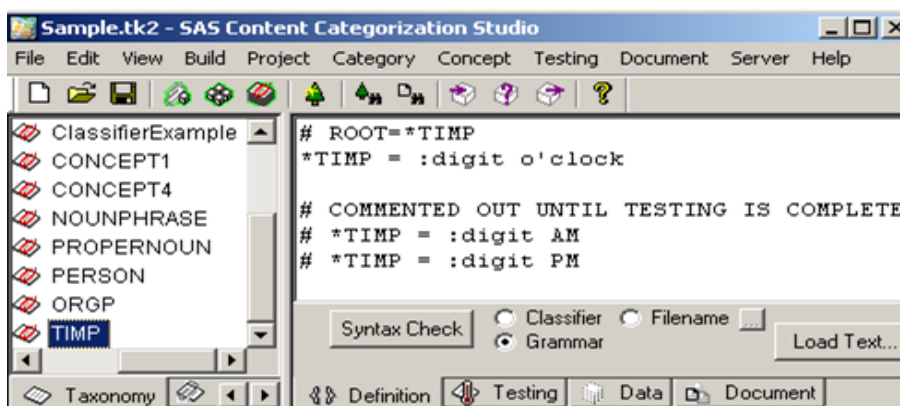 Sample.tk2 - SAS Content Categorization Studio
File Edit View Build Project Category Concept Testing Document Server Help
ClassifierExample
CONCEPT1
CONCEPT4
NOUNPHRASE
PROPERNOUN
PERSON
ORGP
TIMP
Taxonomy
# ROOT=*TIMP
*TIMP = :digit o'clock
# COMMENTED OUT UNTIL TESTING IS COMPLETE
# *TIMP = :digit AM
# *TIMP = :digit PM
Syntax Check
Classifier Filename ...
Grammar
Load Text...
Definition Testing Data Document